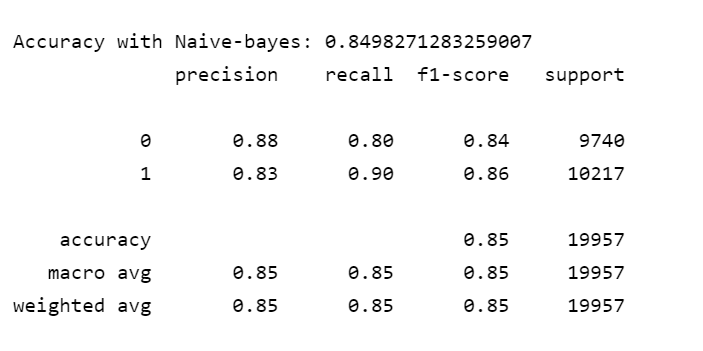 Accuracy with Naive-bayes: 0.8498271283259007
precision recall f1-score support
0 0.88 0.80 0.84 9740
1 0.83 0.90 0.86 10217
accuracy 0.85 19957
macro avg 0.85 0.85 0.85 19957
weighted avg 0.85 0.85 0.85 19957